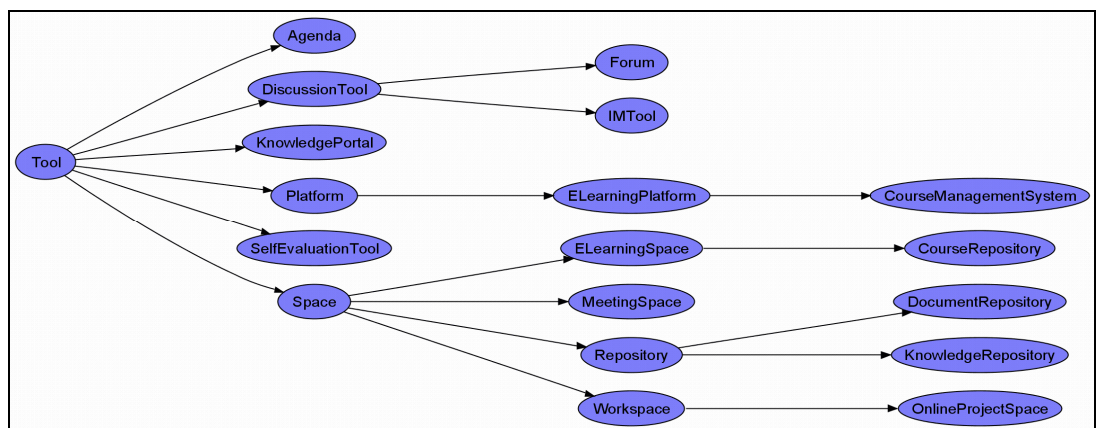 Agenda
Forum
DiscussionTool
IMTool
KnowledgePortal
Tool
Platform
ELearningPlatform
CourseManagementSystem
SelfEvaluationTool
ELearningSpace
CourseRepository
Space
MeetingSpace
DocumentRepository
Repository
KnowledgeRepository
Workspace
OnlineProjectSpace